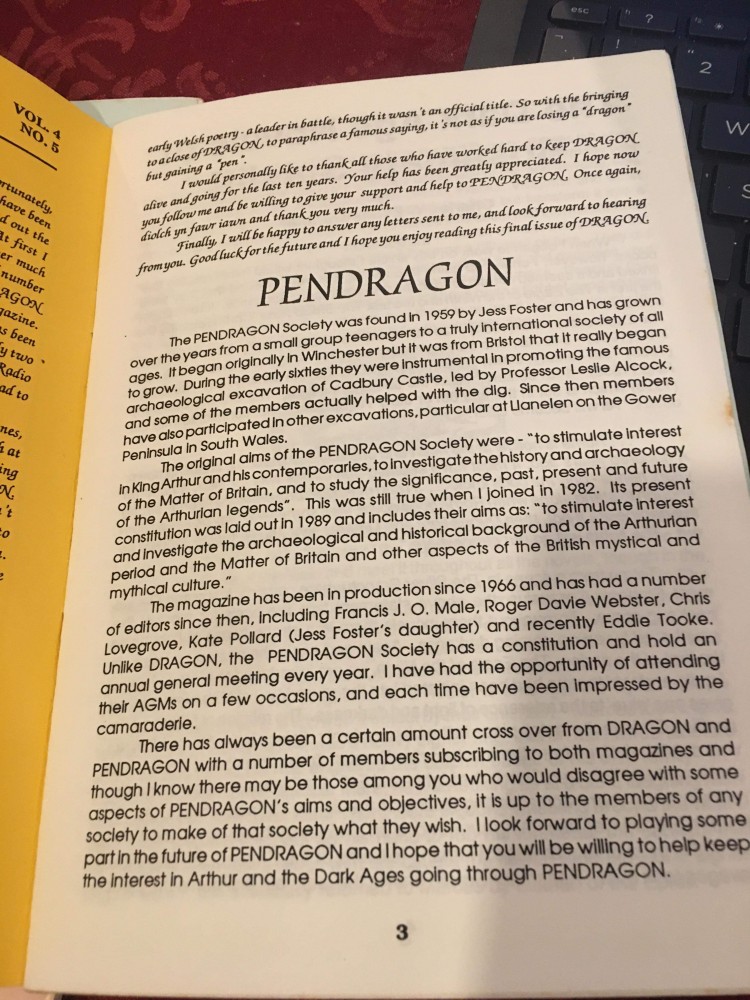 VOL. 4
NO. 5
rtunately,
have been
d out the
t first I
er much
number
AGON
gazine.
s been
y two
Radio
ad to
nes,
h at
ing
N,
't
to
early Welsh poetry - a leader in battle, though it wasn't an official title. So with the bringing
to a close of DRAGON, to paraphrase a famous saying, it's not as if you are losing a "dragon"
but gaining a "pen".
I would personally like to thank all those who have worked hard to keep DRAGON
alive and going for the last ten years. Your help has been greatly appreciated. I hope now
you follow me and be willing to give your support and help to PENDRAGON. Once again,
diolch yn fawr iawn and thank you very much.
Finally, I will be happy to answer any letters sent to me, and look forward to hearing
from you. Good luck for the future and I hope you enjoy reading this final issue of DRAGON.
PENDRAGON
The PENDRAGON Society was found in 1959 by Jess Foster and has grown
over the years from a small group teenagers to a truly international society of all
ages. It began originally in Winchester but it was from Bristol that it really began
to grow. During the early sixties they were instrumental in promoting the famous
archaeological excavation of Cadbury Castle, led by Professor Leslie Alcock,
and some of the members actually helped with the dig. Since then members
have also participated in other excavations, particular at Llanelen on the Gower
Peninsula in South Wales.
The original aims of the PENDRAGON Society were - "to stimulate interest
in King Arthur and his contemporaries, to investigate the history and archaeology
of the Matter of Britain, and to study the significance, past, present and future
of the Arthurian legends". This was still true when I joined in 1982. Its present
constitution was laid out in 1989 and includes their aims as: "to stimulate interest
and investigate the archaeological and historical background of the Arthurian
period and the Matter of Britain and other aspects of the British mystical and
mythical culture."
The magazine has been in production since 1966 and has had a number
of editors since then, including Francis J. O. Male, Roger Davie Webster, Chris
Lovegrove, Kate Pollard (Jess Foster's daughter) and recently Eddie Tooke.
Unlike DRAGON, the PENDRAGON Society has a constitution and hold an
annual general meeting every year. I have had the opportunity of attending
their AGMs on a few occasions, and each time have been impressed by the
camaraderie.
There has always been a certain amount cross over from DRAGON and
PENDRAGON with a number of members subscribing to both magazines and
though I know there may be those among you who would disagree with some
aspects of PENDRAGON's aims and objectives, it is up to the members of any
society to make of that society what they wish. I look forward to playing some
part in the future of PENDRAGON and I hope that you will be willing to help keep
the interest in Arthur and the Dark Ages going through PENDRAGON.
3
esc
?
*
!
"
2
W
S